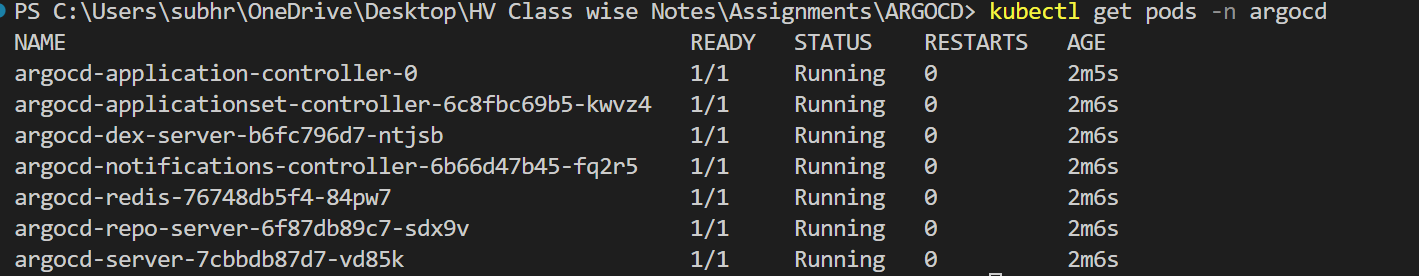 PS C:\Users\subhr\OneDrive\Desktop\HV Class wise Notes\Assignments\ARGOCD> kubectl get pods -n argocd
NAME READY STATUS RESTARTS AGE
argocd-application-controller-0 1/1 Running 0 2m5s
argocd-applicationset-controller-6c8fbc69b5-kwvz4 1/1 Running 0 2m6s
argocd-dex-server-b6fc796d7-ntjsb 1/1 Running 0 2m6s
argocd-notifications-controller-6b66d47b45-fq2r5 1/1 Running 0 2m6s
argocd-redis-76748db5f4-84pw7 1/1 Running 0 2m6s
argocd-repo-server-6f87db89c7-sdx9v 1/1 Running 0 2m6s
argocd-server-7cbbdb87d7-vd85k 1/1 Running 0 2m6s